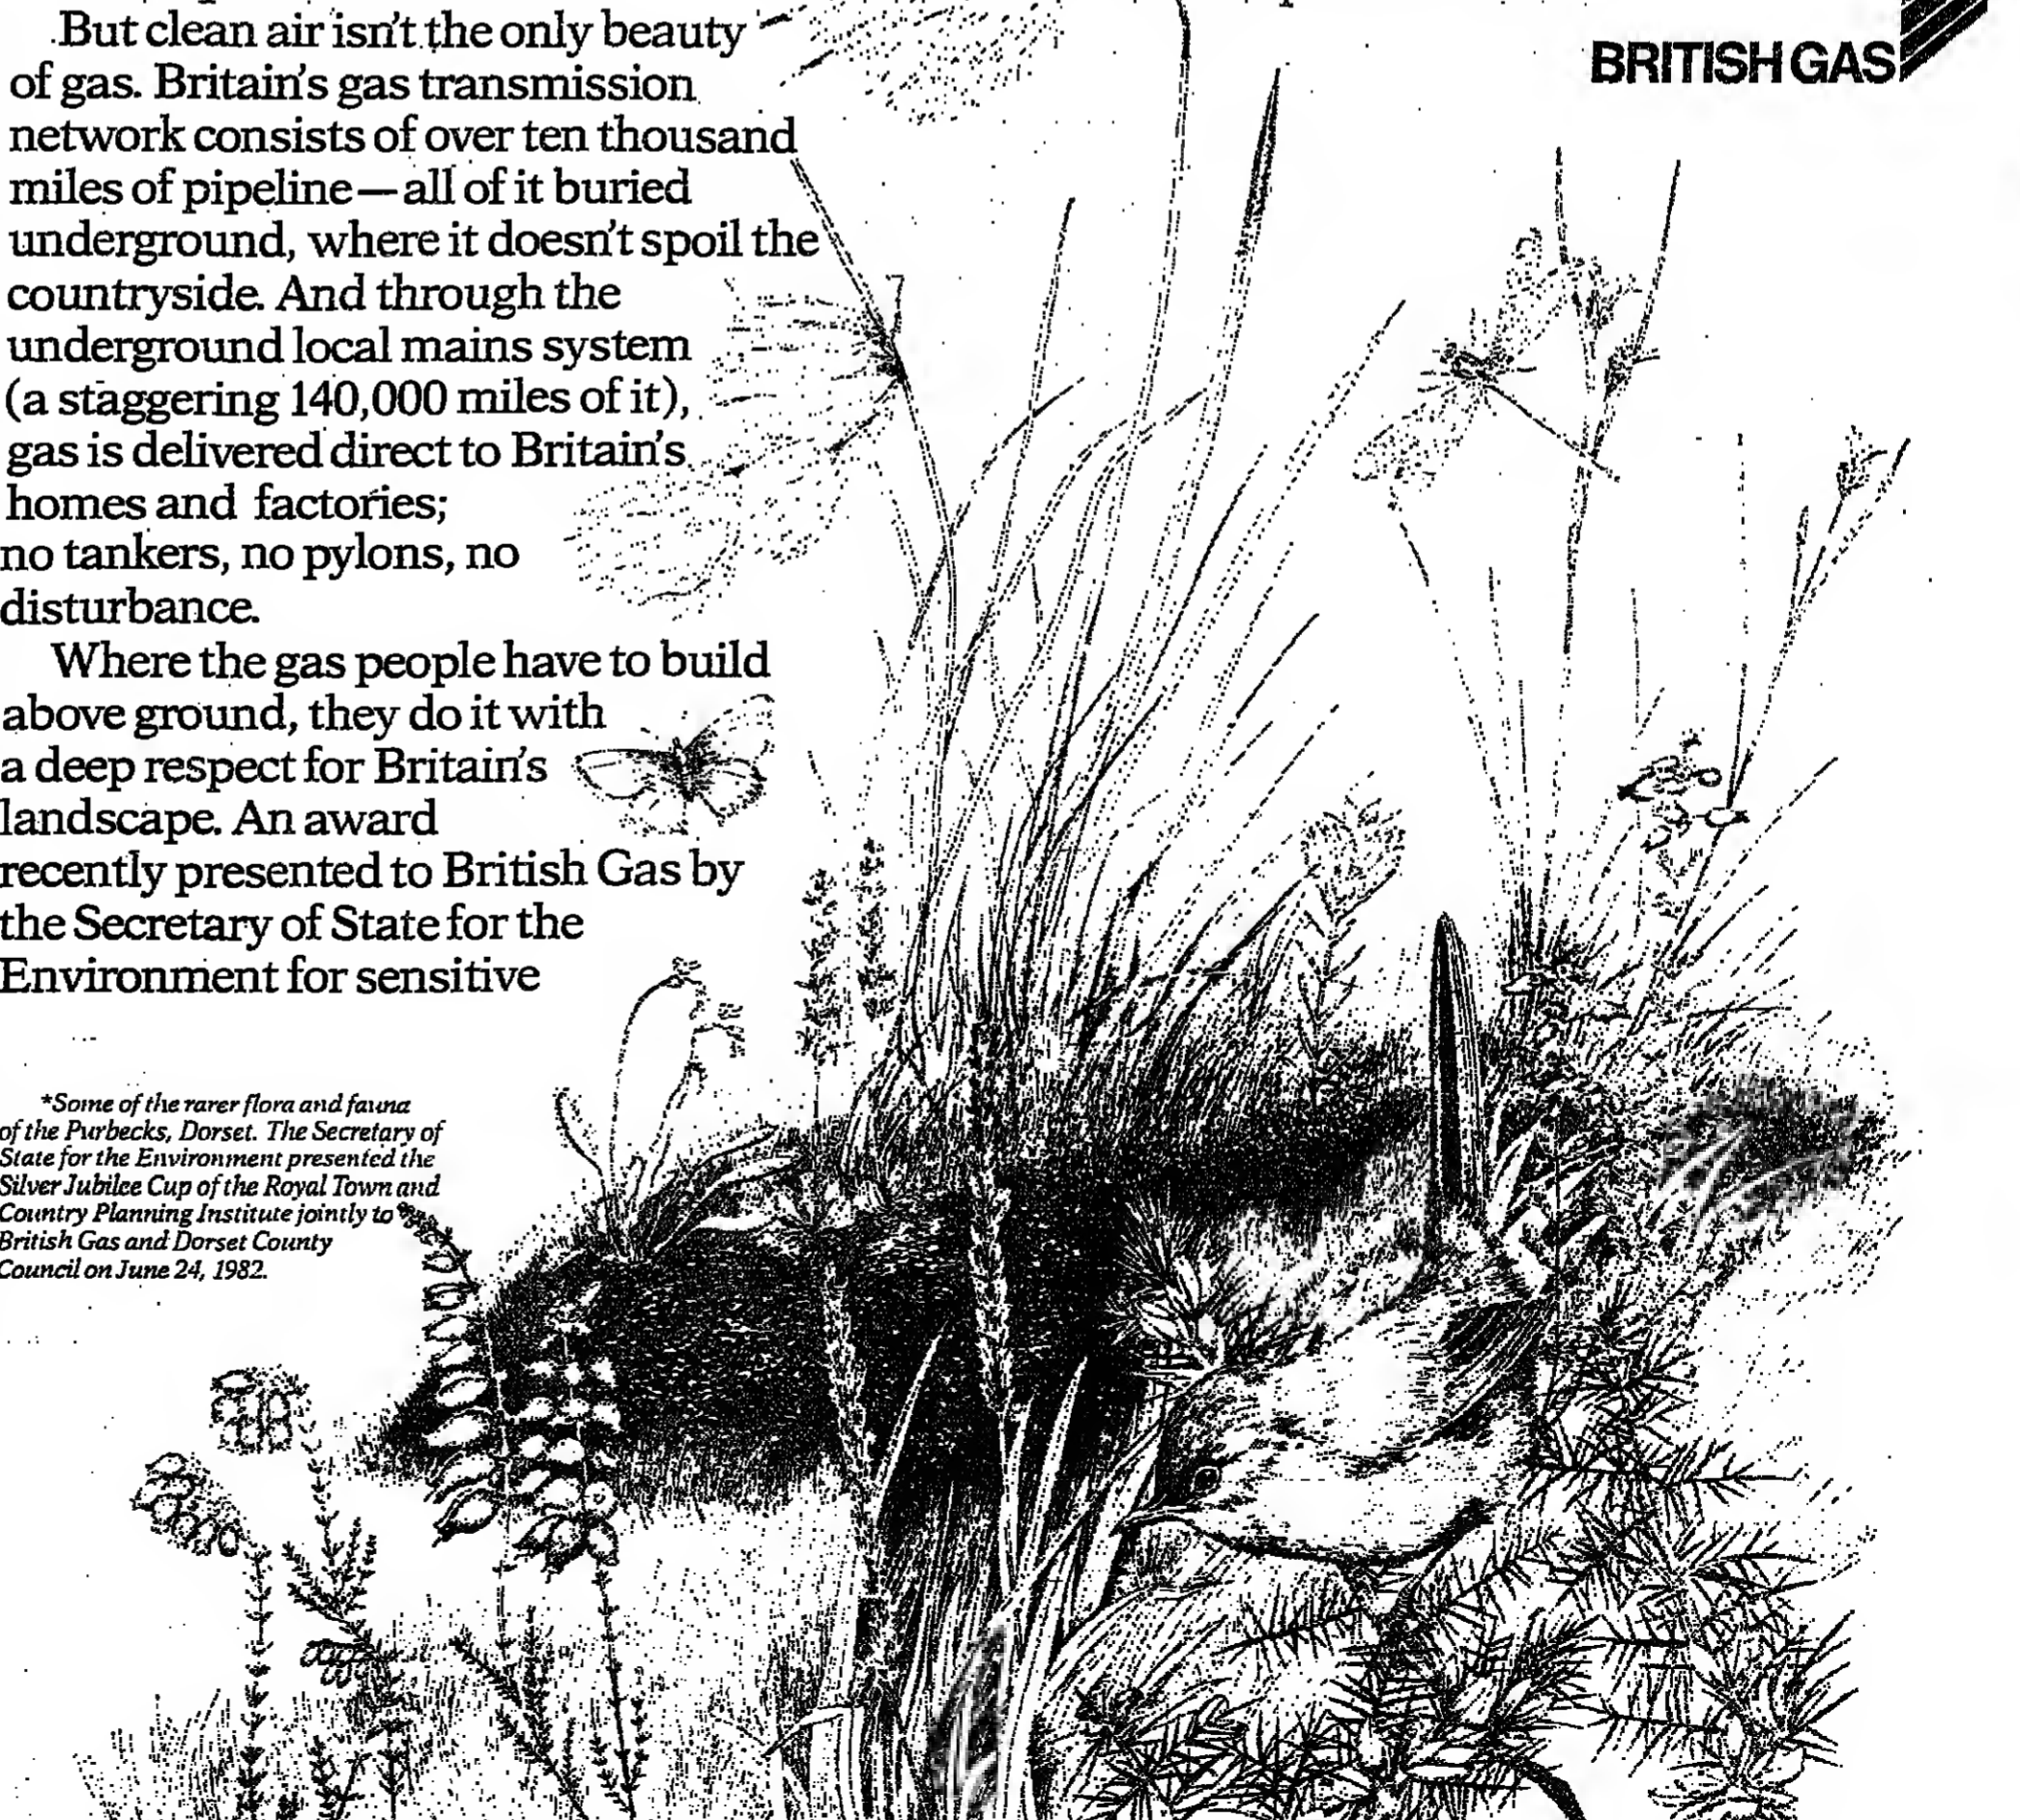 But clean air isn't the only beauty
of gas. Britain's gas transmission
network consists of over ten thousand
miles of pipeline—all of it buried
underground, where it doesn't spoil the
countryside. And through the
underground local mains system
(a staggering 140,000 miles of it),
gas is delivered direct to Britain's
homes and factories;
no tankers, no pylons, no
disturbance.
Where the gas people have to build
above ground, they do it with
a deep respect for Britain's
landscape. An award
recently presented to British Gas by
the Secretary of State for the
Environment for sensitive
*Some of the rarer flora and fauna
of the Purbecks, Dorset. The Secretary of
State for the Environment presented the
Silver Jubilee Cup of the Royal Town and
Country Planning Institute jointly to
British Gas and Dorset County
Council on June 24, 1982.
BRITISH GAS